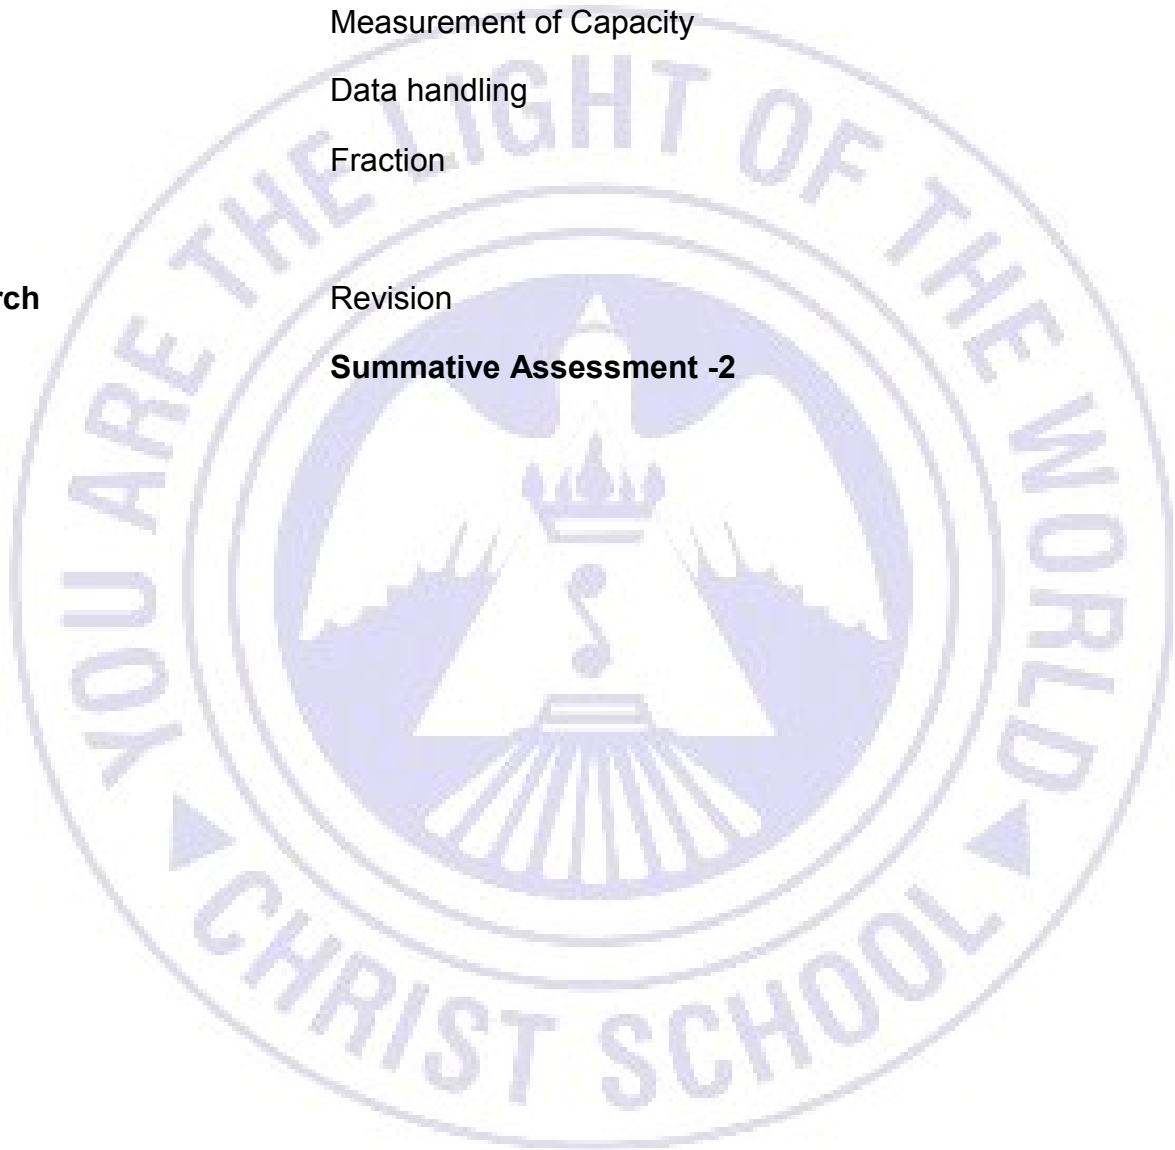 Measurement of Capacity
Data handling
Fraction
rch Revision
Summative Assessment -2
YOU ARE THE LIGHT OF THE WORLD
CHRIST SCHOOL